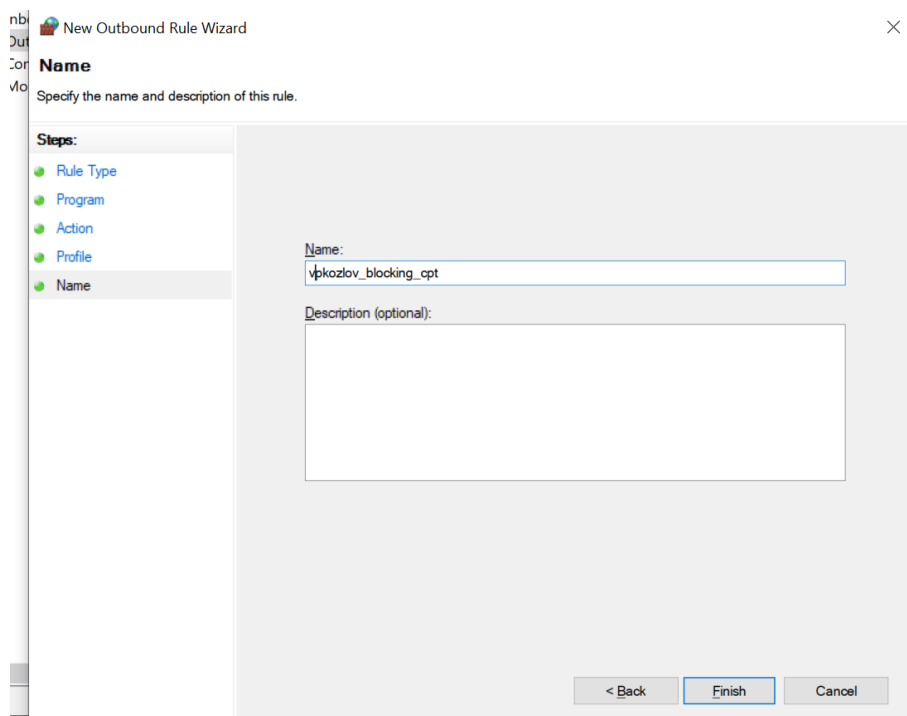 New Outbound Rule Wizard
Name
Specify the name and description of this rule.
Steps:
Rule Type
Program
Action
Profile
Name
Name:
vpkozlov_blocking_cpt
Description (optional):
< Back
Finish
Cancel